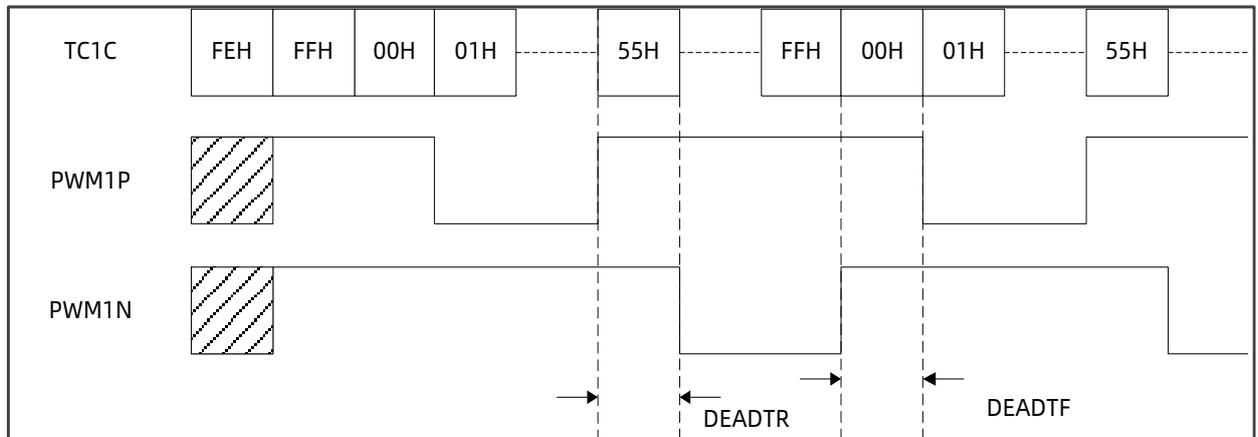 TC1C FEH FFH 00H 01H 55H FFH 00H 01H 55H
PWM1P
PWM1N
DEADTR DEADTF